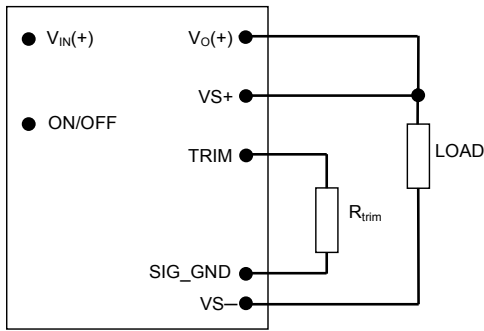 V_IN(+)
V_O(+)
VS+
ON/OFF
TRIM
LOAD
R_trim
SIG_GND
VS─